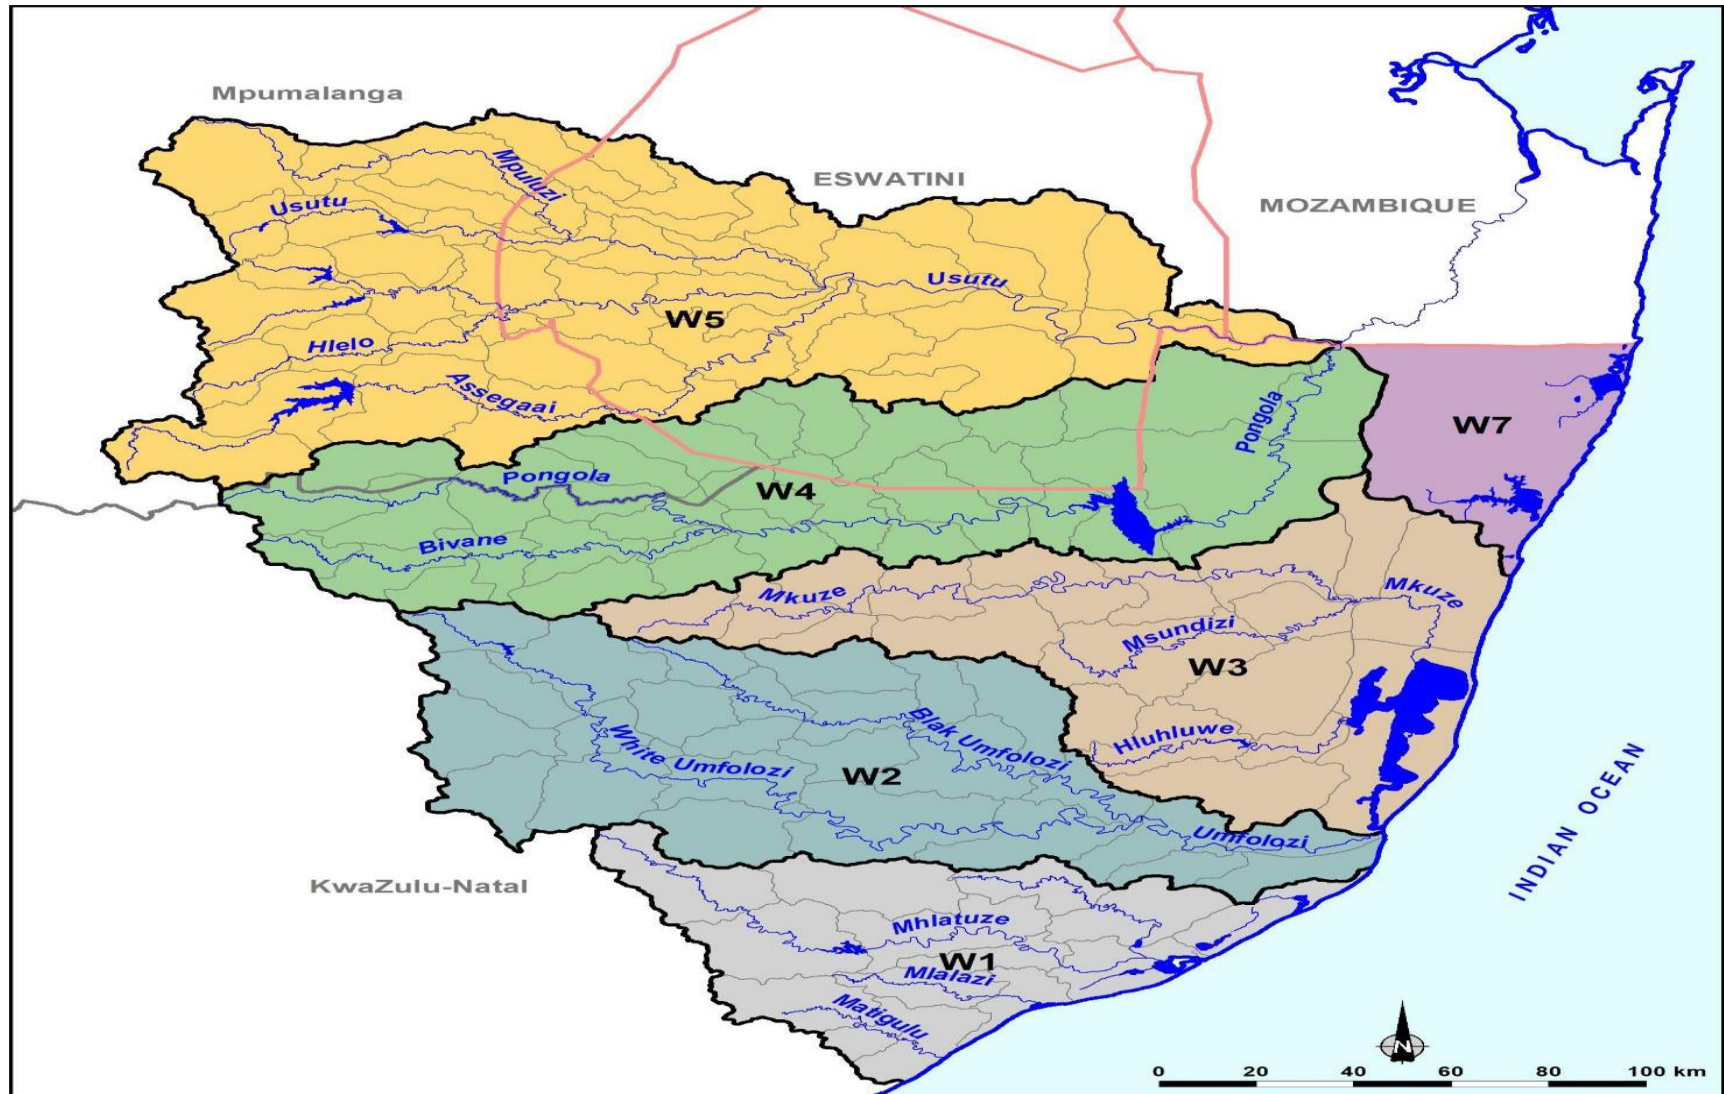 Mpumalanga
Mpuluzi
ESWATINI
Usutu
MOZAMBIQUE
Usutu
W5
Hlelo
Assegaai
Pongola
W7
Pongola
W4
Bivane
Mkuze
Mkuze
Msundizi
W3
Hluhluwe
Blak Umfolozi
White Umfolozi
W2
Umfolozi
INDIAN OCEAN
KwaZulu-Natal
Mhlatuze
W1
Mlalazi
Matigulu
N
0 20 40 60 80 100 km